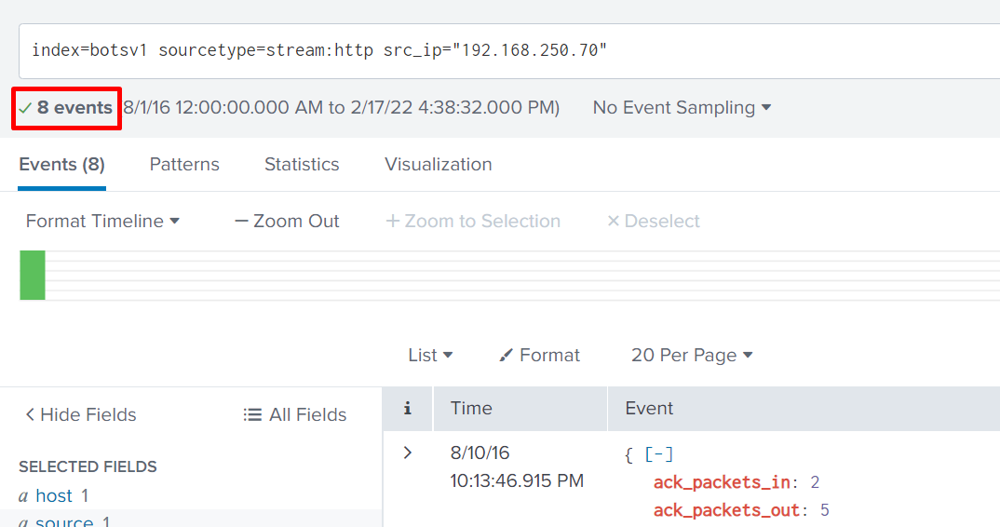 index=botsv1 sourcetype=stream:http src_ip="192.168.250.70"
✓ 8 events (8/1/16 12:00:00.000 AM to 2/17/22 4:38:32.000 PM) No Event Sampling
Events (8) Patterns Statistics Visualization
Format Timeline — Zoom Out + Zoom to Selection × Deselect
List Format 20 Per Page
< Hide Fields All Fields
i Time Event
SELECTED FIELDS
a host 1
a source 1
> 8/10/16 { [-]
10:13:46.915 PM ack_packets_in: 2
ack_packets_out: 5